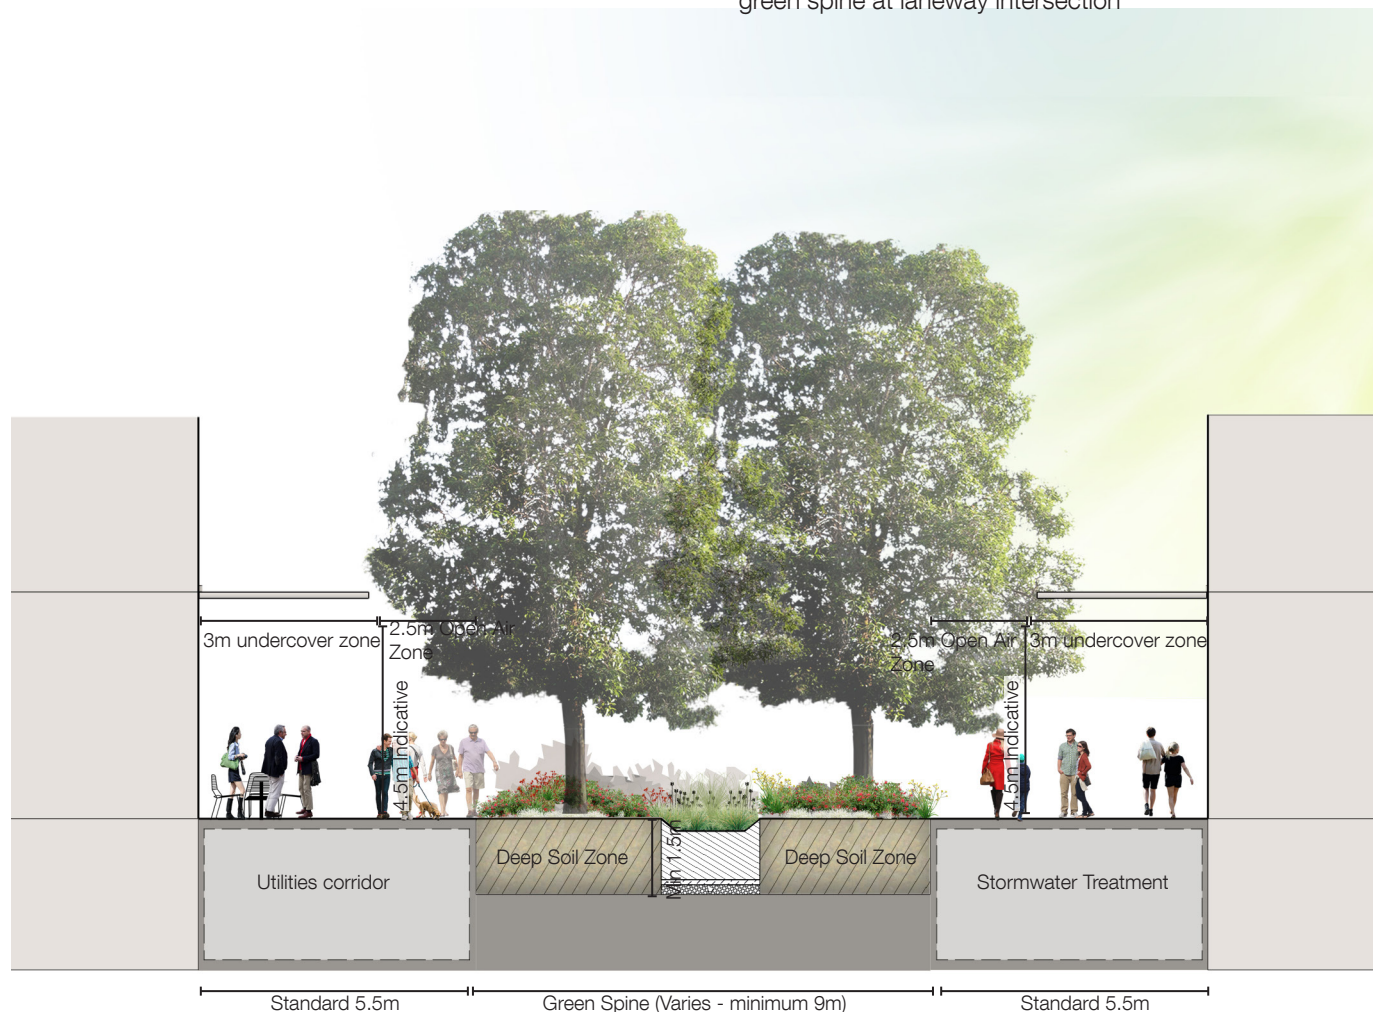 green spine at laneway intersection
3m undercover zone
2.5m Open Air
Zone
4.5m Indicative
2.5m Open Air
Zone
3m undercover zone
4.5m Indicative
Deep Soil Zone
Min 1.5m
Deep Soil Zone
Utilities corridor
Stormwater Treatment
Standard 5.5m
Green Spine (Varies - minimum 9m)
Standard 5.5m